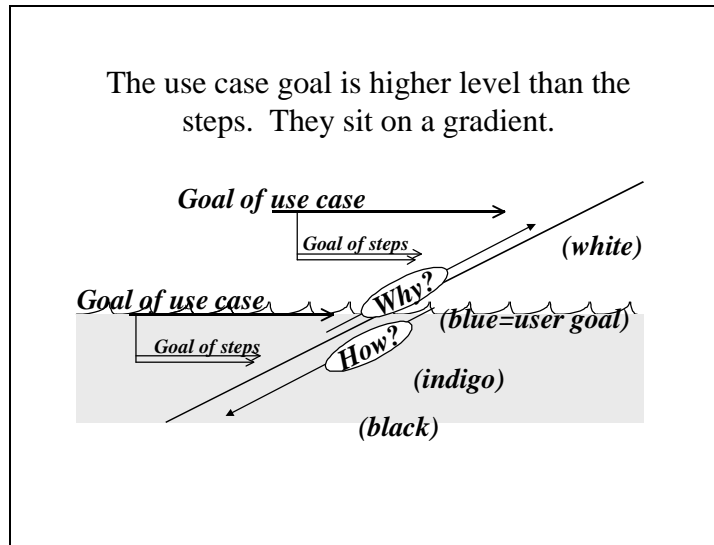 The use case goal is higher level than the
steps. They sit on a gradient.
Goal of use case
Goal of steps
(white)
Why?
Goal of use case
(blue=user goal)
How?
Goal of steps
(indigo)
(black)